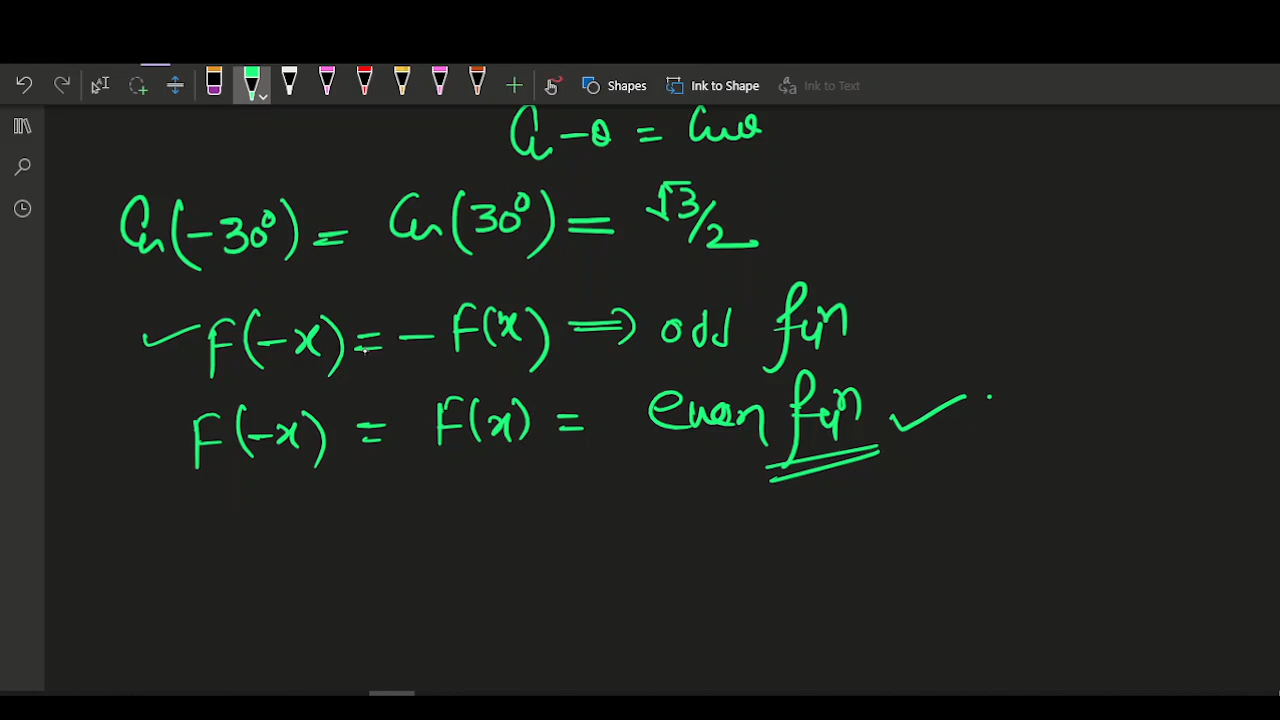 Shapes Ink to Shape Ink to Text
Cos -θ = Cosθ
Cos(-30°) = Cos(30°) = √3/2
F(-x) = - F(x) ⇒ odd fun
F(-x) = F(x) = even fun